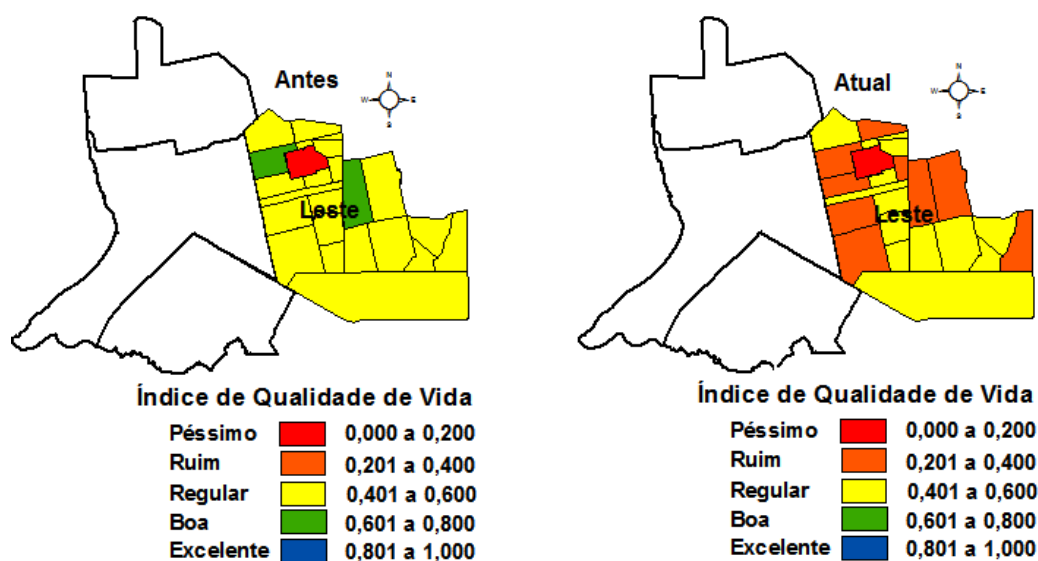 Antes
N
W
E
S
Leste
Índice de Qualidade de Vida
Péssimo 0,000 a 0,200
Ruim 0,201 a 0,400
Regular 0,401 a 0,600
Boa 0,601 a 0,800
Excelente 0,801 a 1,000
Atual
N
W
E
S
Leste
Índice de Qualidade de Vida
Péssimo 0,000 a 0,200
Ruim 0,201 a 0,400
Regular 0,401 a 0,600
Boa 0,601 a 0,800
Excelente 0,801 a 1,000